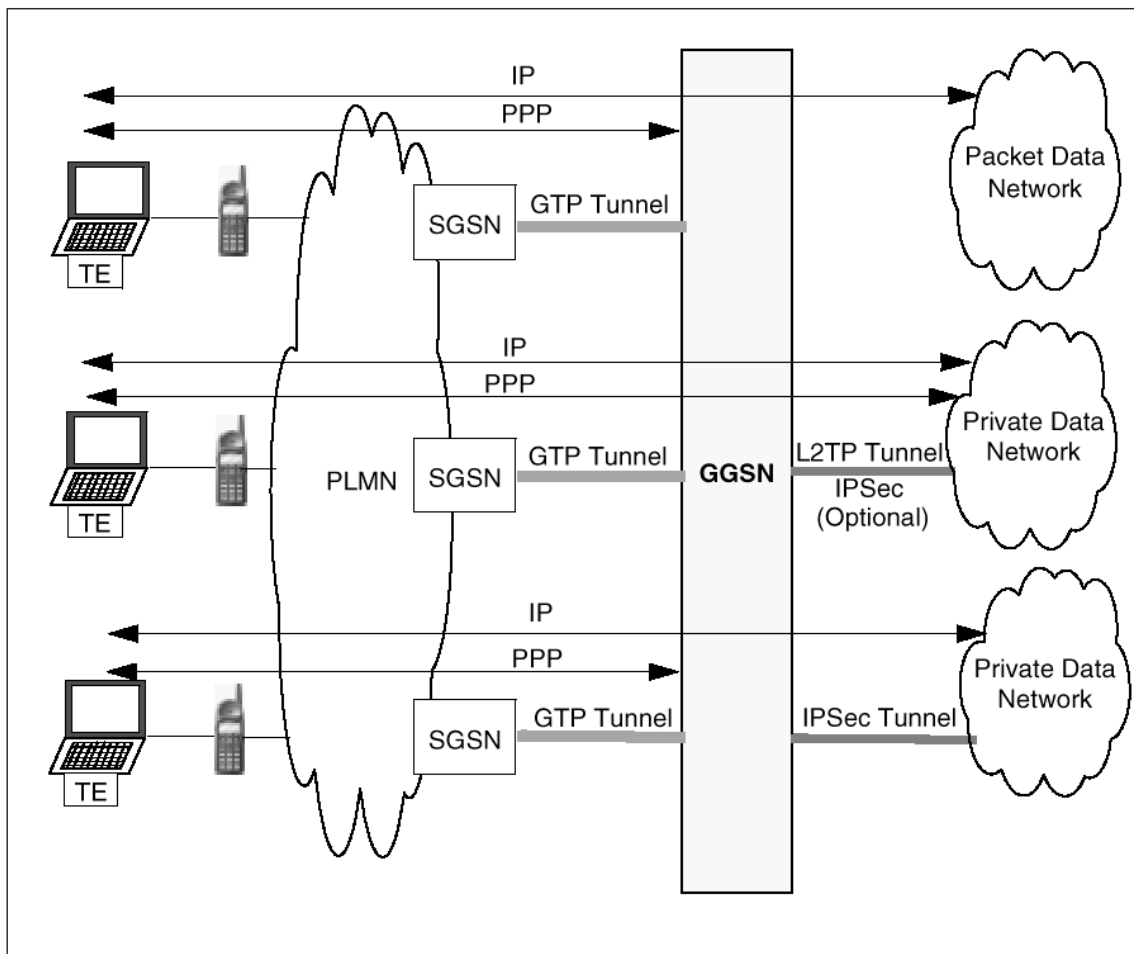 IP
PPP
Packet Data
Network
SGSN
GTP Tunnel
TE
IP
PPP
Private Data
Network
PLMN
SGSN
GTP Tunnel
GGSN
L2TP Tunnel
IPSec
(Optional)
TE
IP
PPP
Private Data
Network
SGSN
GTP Tunnel
IPSec Tunnel
TE